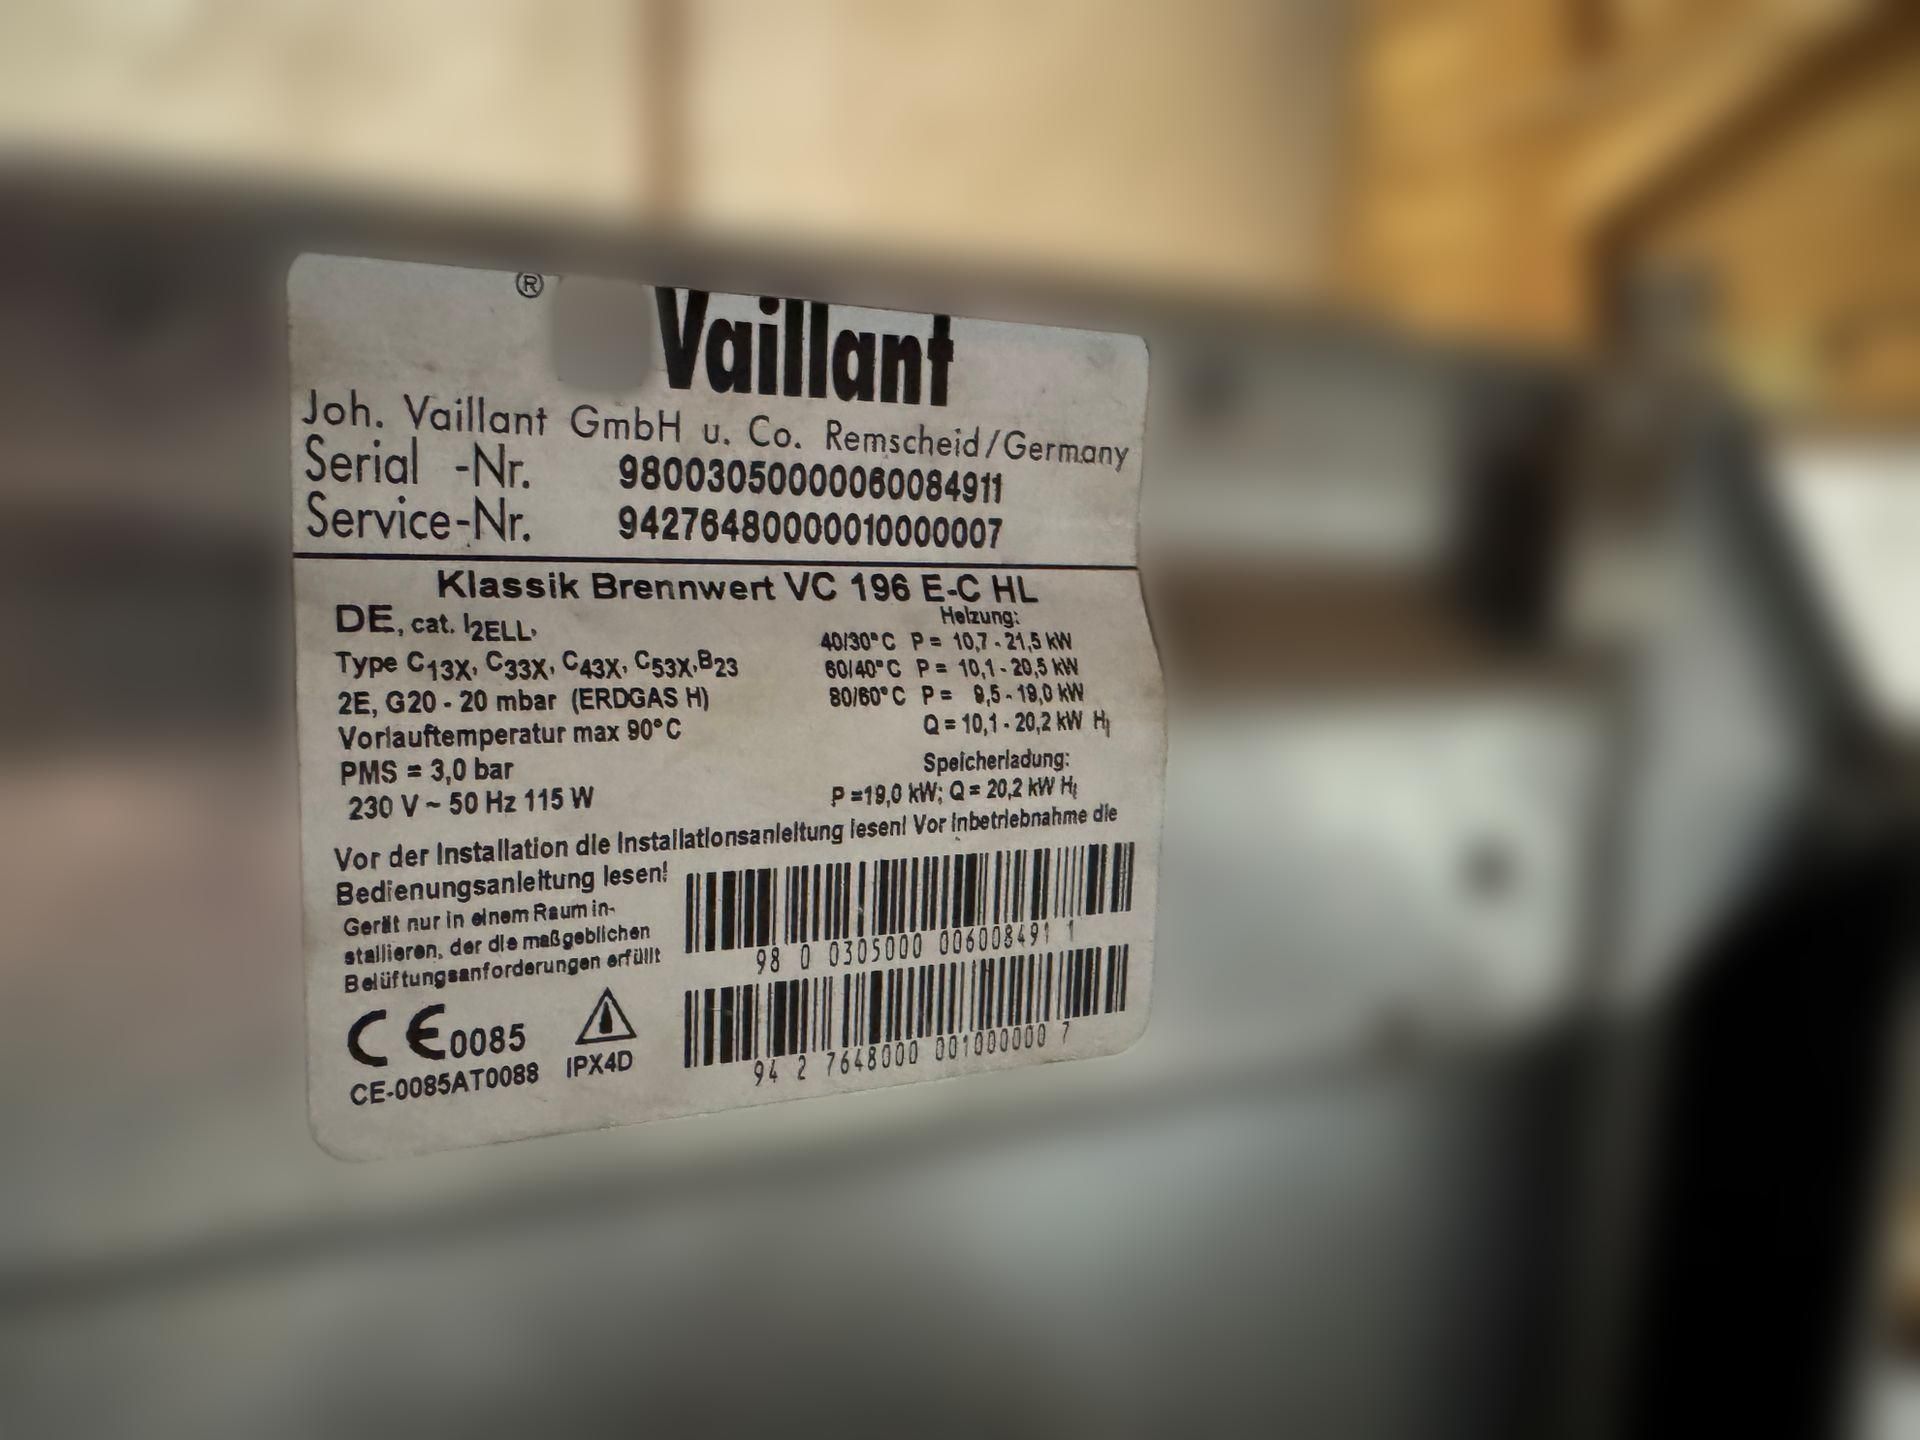 ® Vaillant
Joh. Vaillant GmbH u. Co. Remscheid/Germany
Serial -Nr. 98003050000060084911
Service-Nr. 94276480000010000007
Klassik Brennwert VC 196 E-C HL
DE, cat. I2ELL,
Type C13X, C33X, C43X, C53X,B23
2E, G20 - 20 mbar (ERDGAS H)
Vorlauftemperatur max 90°C
PMS = 3,0 bar
230 V ~ 50 Hz 115 W
Heizung:
40/30°C P = 10,7 - 21,5 kW
60/40°C P = 10,1 - 20,5 kW
80/60°C P = 9,5 - 19,0 kW
Q = 10,1 - 20,2 kW Hi
Speicherladung:
P =19,0 kW; Q = 20,2 kW Hi
Vor der Installation die Installationsanleitung lesen! Vor Inbetriebnahme die
Bedienungsanleitung lesen!
Gerät nur in einem Raum in-
stallieren, der die maßgeblichen
Belüftungsanforderungen erfüllt
CE0085
CE-0085AT0088
IPX4D
98 0 0305000 006008491 1
94 2 7648000 001000000 7